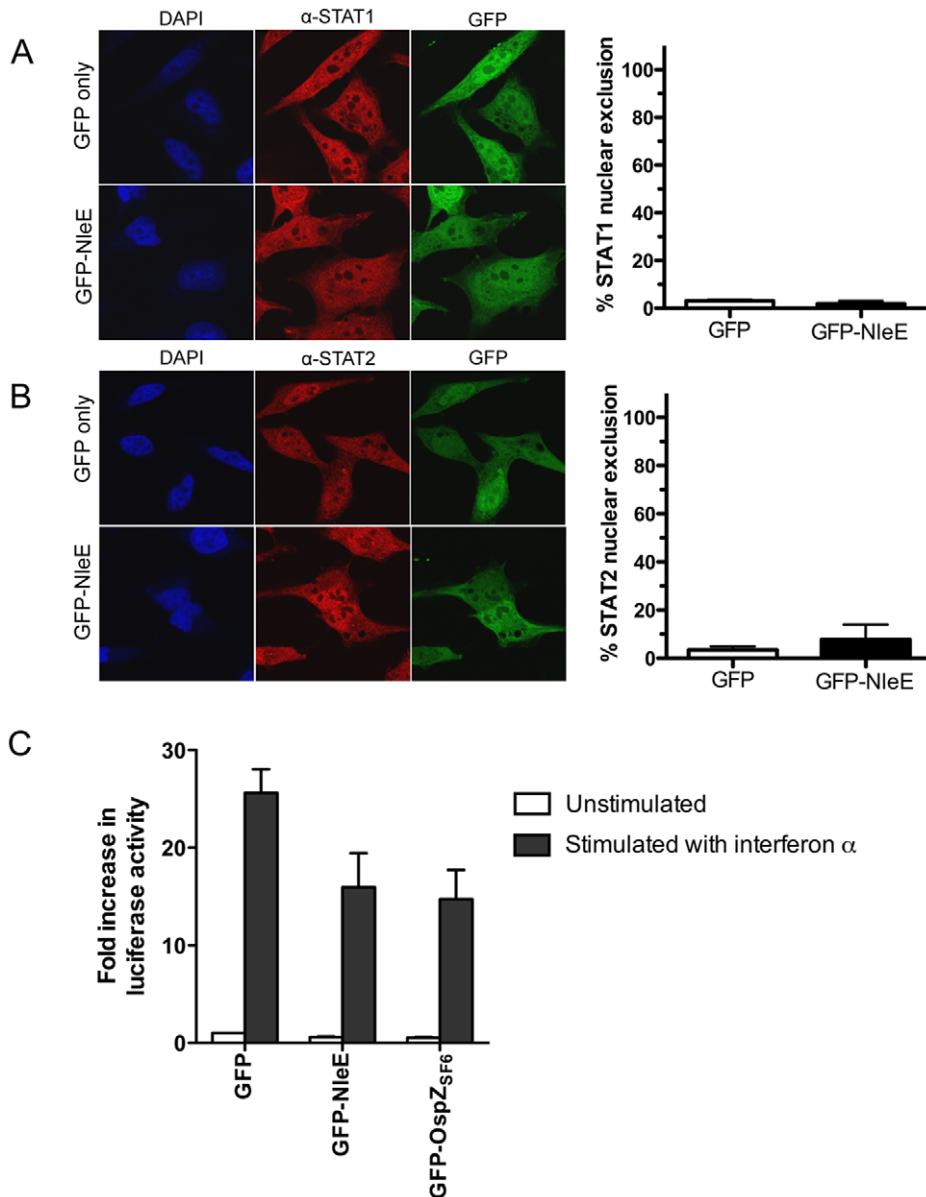 A
DAPI
α-STAT1
GFP
GFP only
GFP-NleE
% STAT1 nuclear exclusion
100
80
60
40
20
0
GFP
GFP-NleE
B
DAPI
α-STAT2
GFP
GFP only
GFP-NleE
% STAT2 nuclear exclusion
100
80
60
40
20
0
GFP
GFP-NleE
C
Fold increase in
luciferase activity
30
20
10
0
GFP
GFP-NleE
GFP-OspZSF6
Unstimulated
Stimulated with interferon α